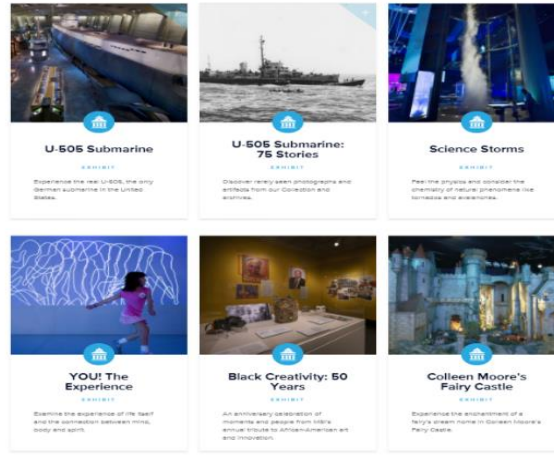 U-505 Submarine
EXHIBIT
Experience the real U-505, the only
German submarine in the United
States.
U-505 Submarine:
75 Stories
EXHIBIT
Discover rarely-seen photographs and
artifacts from our Collection and
archives.
Science Storms
EXHIBIT
Feel the physics and consider the
chemistry of natural phenomena like
tornados and avalanches.
YOU! The
Experience
EXHIBIT
Examine the experience of life itself
and the connection between mind,
body and spirit.
Black Creativity: 50
Years
EXHIBIT
An anniversary celebration of
moments and people from MSI's
annual tribute to African-American art
and innovation.
Colleen Moore's
Fairy Castle
EXHIBIT
Experience the enchantment of a
fairy's dream home in Colleen Moore's
Fairy Castle.